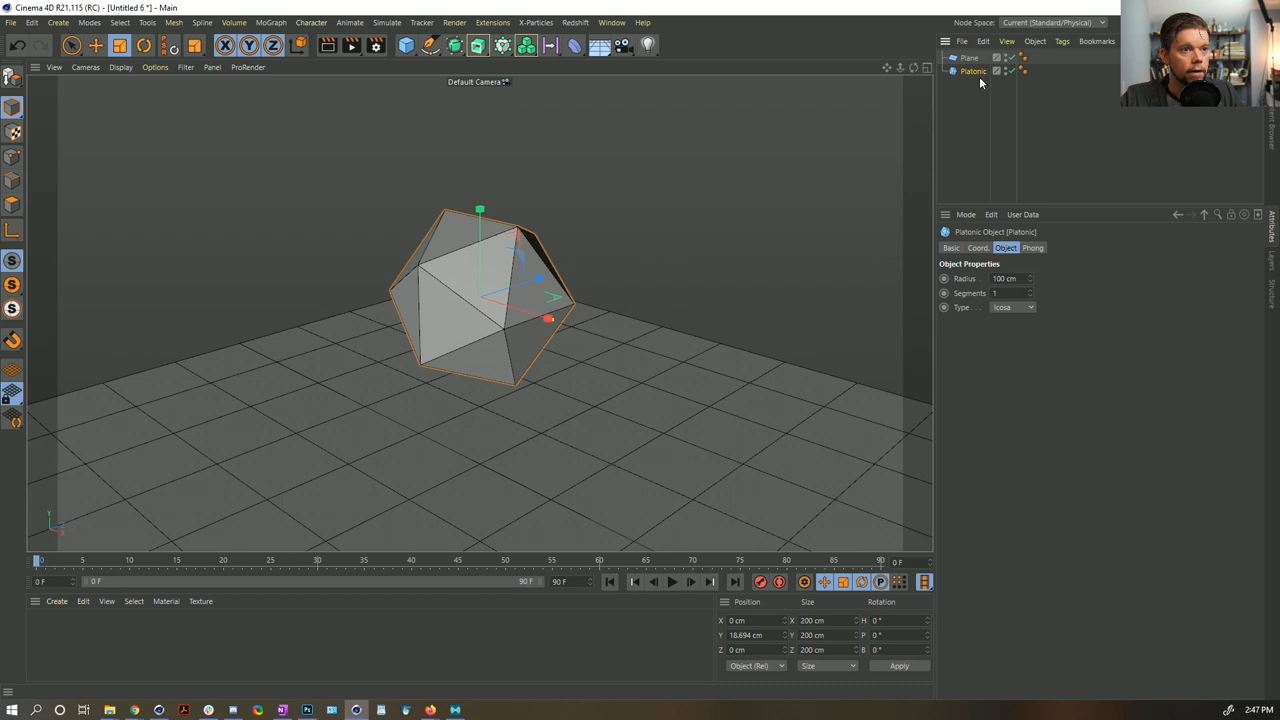 Cinema 4D R21.115 (RC) - [Untitled 6 *] - Main
File Edit Create Modes Select Tools Mesh Spline Volume MoGraph Character Animate Simulate Tracker Render Extensions X-Particles Redshift Window Help
Node Space: Current (Standard/Physical)
View Cameras Display Options Filter Panel ProRender
Default Camera
File Edit View Object Tags Bookmarks
Plane
Platonic
Mode Edit User Data
Platonic Object [Platonic]
Basic Coord. Object Phong
Object Properties
Radius . 100 cm
Segments 1
Type . . . Icosa
Content Browser
Attributes
Layers
Structure
X Y Z
S
S
S
P
Y
Z
X
0 5 10 15 20 25 30 35 40 45 50 55 60 65 70 75 80 85 90 0 F
0 F 0 F 90 F 90 F
Create Edit View Select Material Texture
Position Size Rotation
X 0 cm X 200 cm H 0 °
Y 18.694 cm Y 200 cm P 0 °
Z 0 cm Z 200 cm B 0 °
Object (Rel) Size Apply
2:47 PM